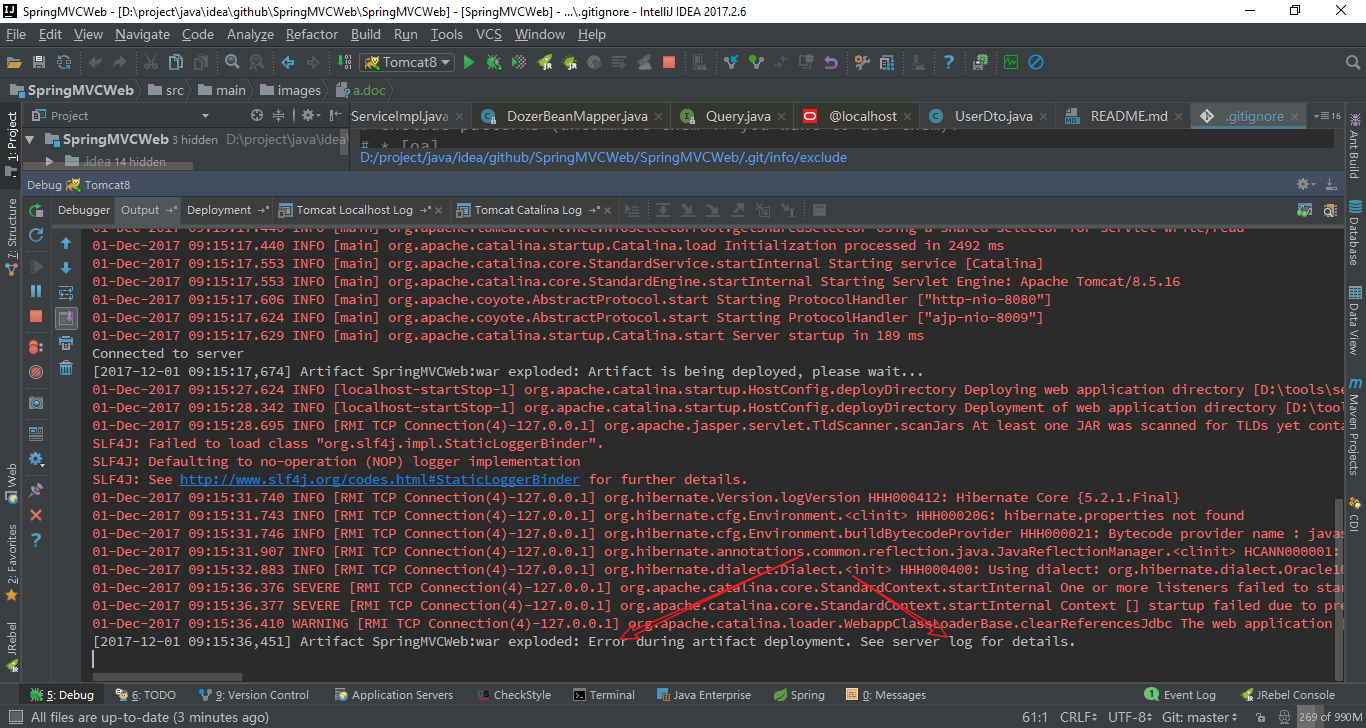 SpringMVCWeb - [D:\project\java\idea\github\SpringMVCWeb\SpringMVCWeb] - [SpringMVCWeb] - ...\.gitignore - IntelliJ IDEA 2017.2.6
File Edit View Navigate Code Analyze Refactor Build Run Tools VCS Window Help
Tomcat8
SpringMVCWeb src main images a.doc
Project
ServiceImpl.java DozerBeanMapper.java Query.java @localhost UserDto.java README.md .gitignore 16
SpringMVCWeb 3 hidden D:\project\java\idea\
.idea 14 hidden
# * [oa]
D:/project/java/idea/github/SpringMVCWeb/SpringMVCWeb/.git/info/exclude
Debug Tomcat8
Debugger Output Deployment Tomcat Localhost Log Tomcat Catalina Log
01-Dec-2017 09:15:17.440 INFO [main] org.apache.tomcat.util.net.NioSelectorPool.getSharedSelector Using a shared selector for servlet write/read
01-Dec-2017 09:15:17.440 INFO [main] org.apache.catalina.startup.Catalina.load Initialization processed in 2492 ms
01-Dec-2017 09:15:17.553 INFO [main] org.apache.catalina.core.StandardService.startInternal Starting service [Catalina]
01-Dec-2017 09:15:17.553 INFO [main] org.apache.catalina.core.StandardEngine.startInternal Starting Servlet Engine: Apache Tomcat/8.5.16
01-Dec-2017 09:15:17.606 INFO [main] org.apache.coyote.AbstractProtocol.start Starting ProtocolHandler ["http-nio-8080"]
01-Dec-2017 09:15:17.624 INFO [main] org.apache.coyote.AbstractProtocol.start Starting ProtocolHandler ["ajp-nio-8009"]
01-Dec-2017 09:15:17.629 INFO [main] org.apache.catalina.startup.Catalina.start Server startup in 189 ms
Connected to server
[2017-12-01 09:15:17,674] Artifact SpringMVCWeb:war exploded: Artifact is being deployed, please wait...
01-Dec-2017 09:15:27.624 INFO [localhost-startStop-1] org.apache.catalina.startup.HostConfig.deployDirectory Deploying web application directory [D:\tools\se
01-Dec-2017 09:15:28.342 INFO [localhost-startStop-1] org.apache.catalina.startup.HostConfig.deployDirectory Deployment of web application directory [D:\tool
01-Dec-2017 09:15:28.695 INFO [RMI TCP Connection(4)-127.0.0.1] org.apache.jasper.servlet.TldScanner.scanJars At least one JAR was scanned for TLDs yet conta
SLF4J: Failed to load class "org.slf4j.impl.StaticLoggerBinder".
SLF4J: Defaulting to no-operation (NOP) logger implementation
SLF4J: See http://www.slf4j.org/codes.html#StaticLoggerBinder for further details.
01-Dec-2017 09:15:31.740 INFO [RMI TCP Connection(4)-127.0.0.1] org.hibernate.Version.logVersion HHH000412: Hibernate Core {5.2.1.Final}
01-Dec-2017 09:15:31.743 INFO [RMI TCP Connection(4)-127.0.0.1] org.hibernate.cfg.Environment.<clinit> HHH000206: hibernate.properties not found
01-Dec-2017 09:15:31.746 INFO [RMI TCP Connection(4)-127.0.0.1] org.hibernate.cfg.Environment.buildBytecodeProvider HHH000021: Bytecode provider name : javas
01-Dec-2017 09:15:31.907 INFO [RMI TCP Connection(4)-127.0.0.1] org.hibernate.annotations.common.reflection.java.JavaReflectionManager.<clinit> HCANN000001:
01-Dec-2017 09:15:32.883 INFO [RMI TCP Connection(4)-127.0.0.1] org.hibernate.dialect.Dialect.<init> HHH000400: Using dialect: org.hibernate.dialect.Oracle10
01-Dec-2017 09:15:36.376 SEVERE [RMI TCP Connection(4)-127.0.0.1] org.apache.catalina.core.StandardContext.startInternal One or more listeners failed to star
01-Dec-2017 09:15:36.377 SEVERE [RMI TCP Connection(4)-127.0.0.1] org.apache.catalina.core.StandardContext.startInternal Context [] startup failed due to pre
01-Dec-2017 09:15:36.410 WARNING [RMI TCP Connection(4)-127.0.0.1] org.apache.catalina.loader.WebappClassLoaderBase.clearReferencesJdbc The web application
[2017-12-01 09:15:36,451] Artifact SpringMVCWeb:war exploded: Error during artifact deployment. See server log for details.
1: Project
7: Structure
Web
2: Favorites
JRebel
Ant Build
Database
Data View
Maven Projects
CDI
5: Debug 6: TODO 9: Version Control Application Servers CheckStyle Terminal Java Enterprise Spring 0: Messages 1 Event Log JRebel Console
All files are up-to-date (3 minutes ago) 61:1 CRLF UTF-8 Git: master 269 of 990M